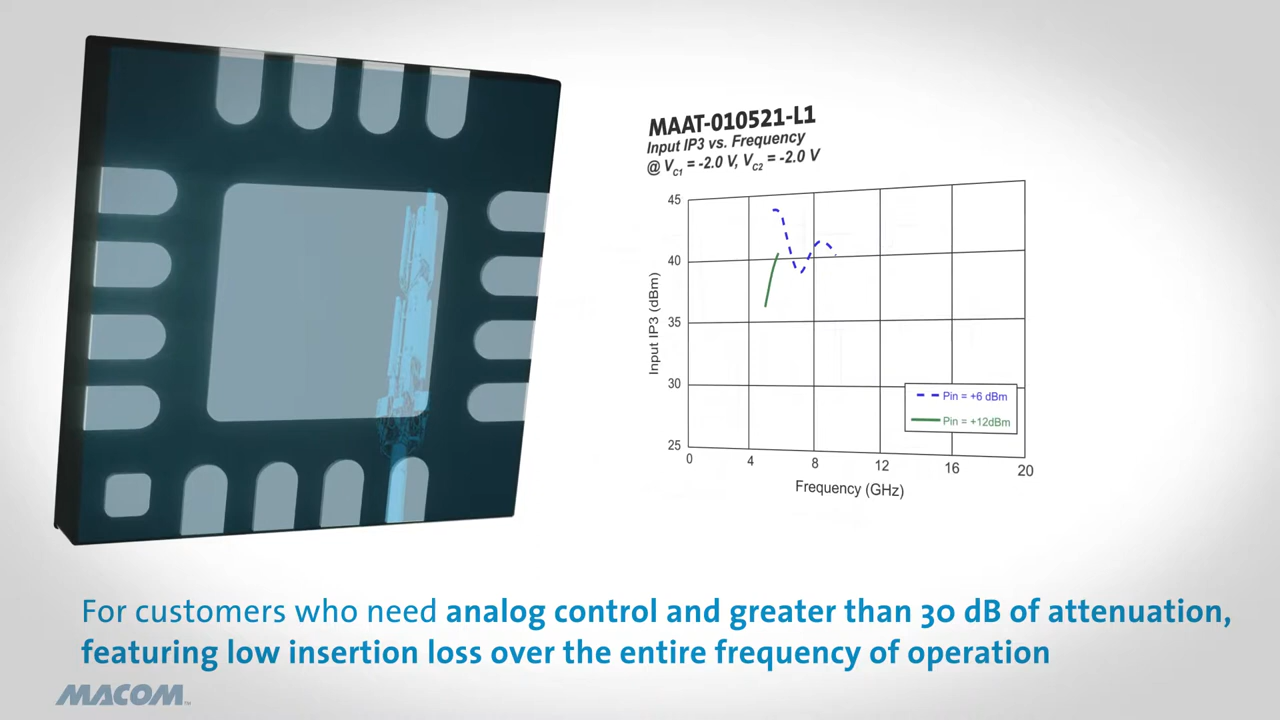 MAAT-010521-L1
Input IP3 vs. Frequency
@ VC1 = -2.0 V, VC2 = -2.0 V
45
40
35
30
25
Input IP3 (dBm)
Pin = +6 dBm
Pin = +12dBm
0 4 8 12 16 20
Frequency (GHz)
For customers who need analog control and greater than 30 dB of attenuation,
featuring low insertion loss over the entire frequency of operation
MACOM™